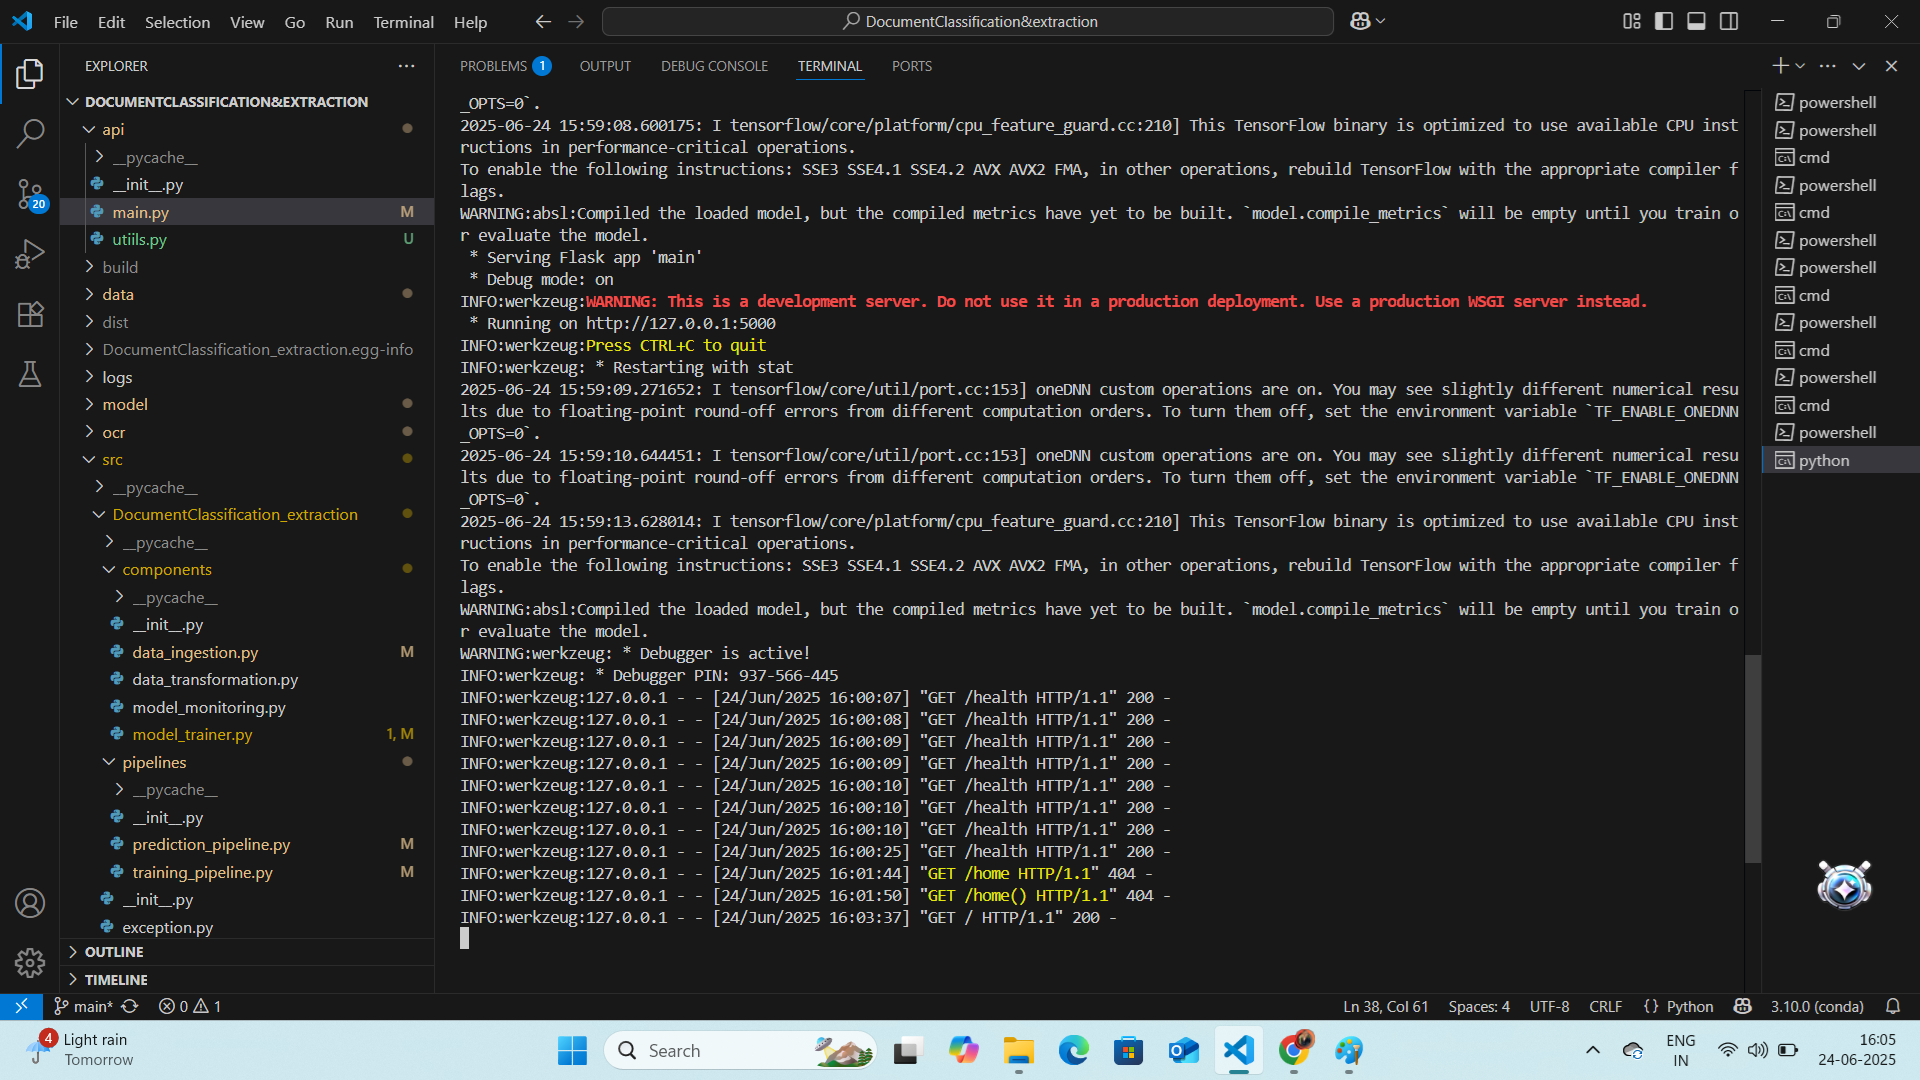 File Edit Selection View Go Run Terminal Help
DocumentClassification&extraction
EXPLORER
DOCUMENTCLASSIFICATION&EXTRACTION
api
__pycache__
__init__.py
main.py M
utiils.py U
build
data
dist
DocumentClassification_extraction.egg-info
logs
model
ocr
src
__pycache__
DocumentClassification_extraction
__pycache__
components
__pycache__
__init__.py
data_ingestion.py M
data_transformation.py
model_monitoring.py
model_trainer.py 1, M
pipelines
__pycache__
__init__.py
prediction_pipeline.py M
training_pipeline.py M
__init__.py
exception.py
OUTLINE
TIMELINE
20
PROBLEMS 1 OUTPUT DEBUG CONSOLE TERMINAL PORTS
_OPTS=0`.
2025-06-24 15:59:08.600175: I tensorflow/core/platform/cpu_feature_guard.cc:210] This TensorFlow binary is optimized to use available CPU inst
ructions in performance-critical operations.
To enable the following instructions: SSE3 SSE4.1 SSE4.2 AVX AVX2 FMA, in other operations, rebuild TensorFlow with the appropriate compiler f
lags.
WARNING:absl:Compiled the loaded model, but the compiled metrics have yet to be built. `model.compile_metrics` will be empty until you train o
r evaluate the model.
* Serving Flask app 'main'
* Debug mode: on
INFO:werkzeug:WARNING: This is a development server. Do not use it in a production deployment. Use a production WSGI server instead.
* Running on http://127.0.0.1:5000
INFO:werkzeug:Press CTRL+C to quit
INFO:werkzeug: * Restarting with stat
2025-06-24 15:59:09.271652: I tensorflow/core/util/port.cc:153] oneDNN custom operations are on. You may see slightly different numerical resu
lts due to floating-point round-off errors from different computation orders. To turn them off, set the environment variable `TF_ENABLE_ONEDNN
_OPTS=0`.
2025-06-24 15:59:10.644451: I tensorflow/core/util/port.cc:153] oneDNN custom operations are on. You may see slightly different numerical resu
lts due to floating-point round-off errors from different computation orders. To turn them off, set the environment variable `TF_ENABLE_ONEDNN
_OPTS=0`.
2025-06-24 15:59:13.628014: I tensorflow/core/platform/cpu_feature_guard.cc:210] This TensorFlow binary is optimized to use available CPU inst
ructions in performance-critical operations.
To enable the following instructions: SSE3 SSE4.1 SSE4.2 AVX AVX2 FMA, in other operations, rebuild TensorFlow with the appropriate compiler f
lags.
WARNING:absl:Compiled the loaded model, but the compiled metrics have yet to be built. `model.compile_metrics` will be empty until you train o
r evaluate the model.
WARNING:werkzeug: * Debugger is active!
INFO:werkzeug: * Debugger PIN: 937-566-445
INFO:werkzeug:127.0.0.1 - - [24/Jun/2025 16:00:07] "GET /health HTTP/1.1" 200 -
INFO:werkzeug:127.0.0.1 - - [24/Jun/2025 16:00:08] "GET /health HTTP/1.1" 200 -
INFO:werkzeug:127.0.0.1 - - [24/Jun/2025 16:00:09] "GET /health HTTP/1.1" 200 -
INFO:werkzeug:127.0.0.1 - - [24/Jun/2025 16:00:09] "GET /health HTTP/1.1" 200 -
INFO:werkzeug:127.0.0.1 - - [24/Jun/2025 16:00:10] "GET /health HTTP/1.1" 200 -
INFO:werkzeug:127.0.0.1 - - [24/Jun/2025 16:00:10] "GET /health HTTP/1.1" 200 -
INFO:werkzeug:127.0.0.1 - - [24/Jun/2025 16:00:10] "GET /health HTTP/1.1" 200 -
INFO:werkzeug:127.0.0.1 - - [24/Jun/2025 16:00:25] "GET /health HTTP/1.1" 200 -
INFO:werkzeug:127.0.0.1 - - [24/Jun/2025 16:01:44] "GET /home HTTP/1.1" 404 -
INFO:werkzeug:127.0.0.1 - - [24/Jun/2025 16:01:50] "GET /home() HTTP/1.1" 404 -
INFO:werkzeug:127.0.0.1 - - [24/Jun/2025 16:03:37] "GET / HTTP/1.1" 200 -
powershell
powershell
cmd
powershell
cmd
powershell
powershell
cmd
powershell
cmd
powershell
cmd
powershell
python
main* 0 1
Ln 38, Col 61 Spaces: 4 UTF-8 CRLF {} Python 3.10.0 (conda)
4
Light rain
Tomorrow
Search
ENG
IN
16:05
24-06-2025